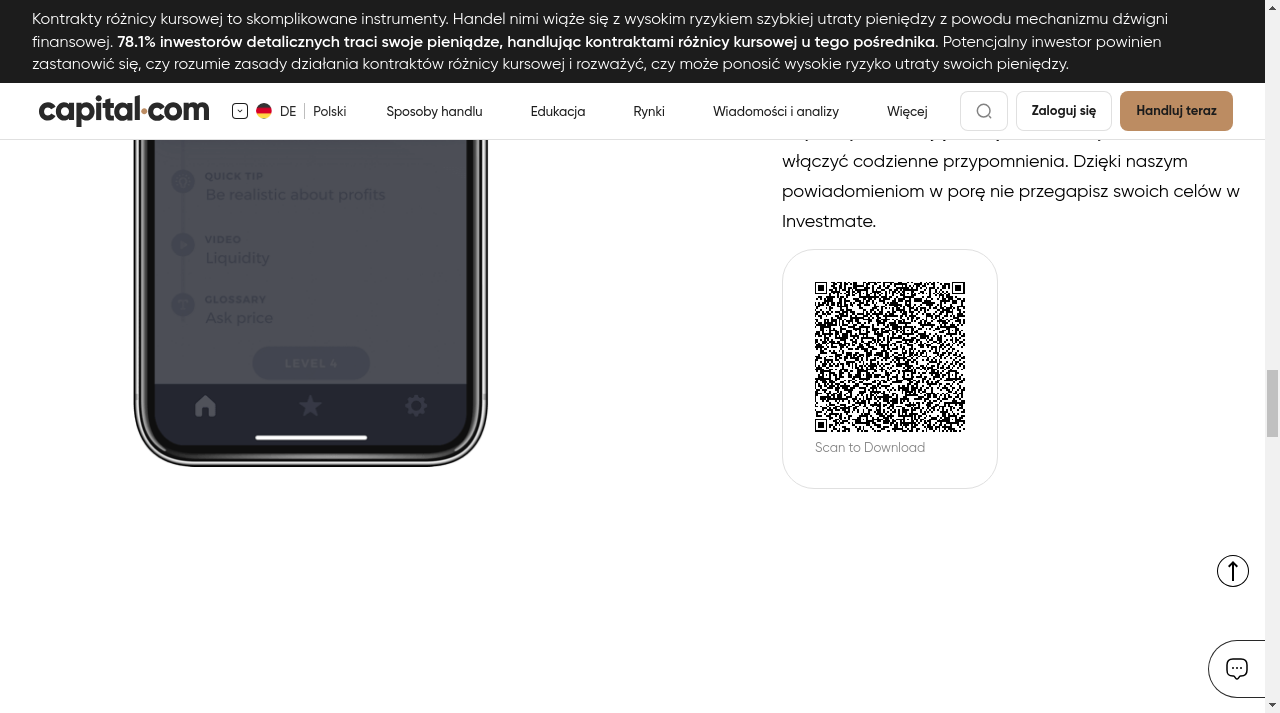 Kontrakty różnicy kursowej to skomplikowane instrumenty. Handel nimi wiąże się z wysokim ryzykiem szybkiej utraty pieniędzy z powodu mechanizmu dźwigni
finansowej. 78.1% inwestorów detalicznych traci swoje pieniądze, handlując kontraktami różnicy kursowej u tego pośrednika. Potencjalny inwestor powinien
zastanowić się, czy rozumie zasady działania kontraktów różnicy kursowej i rozważyć, czy może ponosić wysokie ryzyko utraty swoich pieniędzy.
capital.com DE Polski Sposoby handlu Edukacja Rynki Wiadomości i analizy Więcej Zaloguj się Handluj teraz
włączyć codzienne przypomnienia. Dzięki naszym
powiadomieniom w porę nie przegapisz swoich celów w
Investmate.
QUICK TIP
Be realistic about profits
VIDEO
Liquidity
GLOSSARY
Ask price
LEVEL 4
Scan to Download